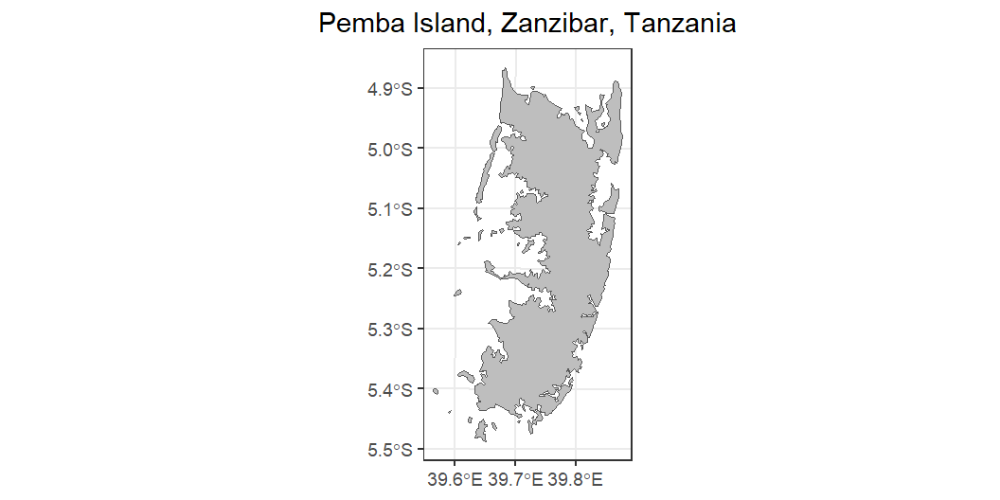 Pemba Island, Zanzibar, Tanzania
4.9°S
5.0°S
5.1°S
5.2°S
5.3°S
5.4°S
5.5°S
39.6°E 39.7°E 39.8°E